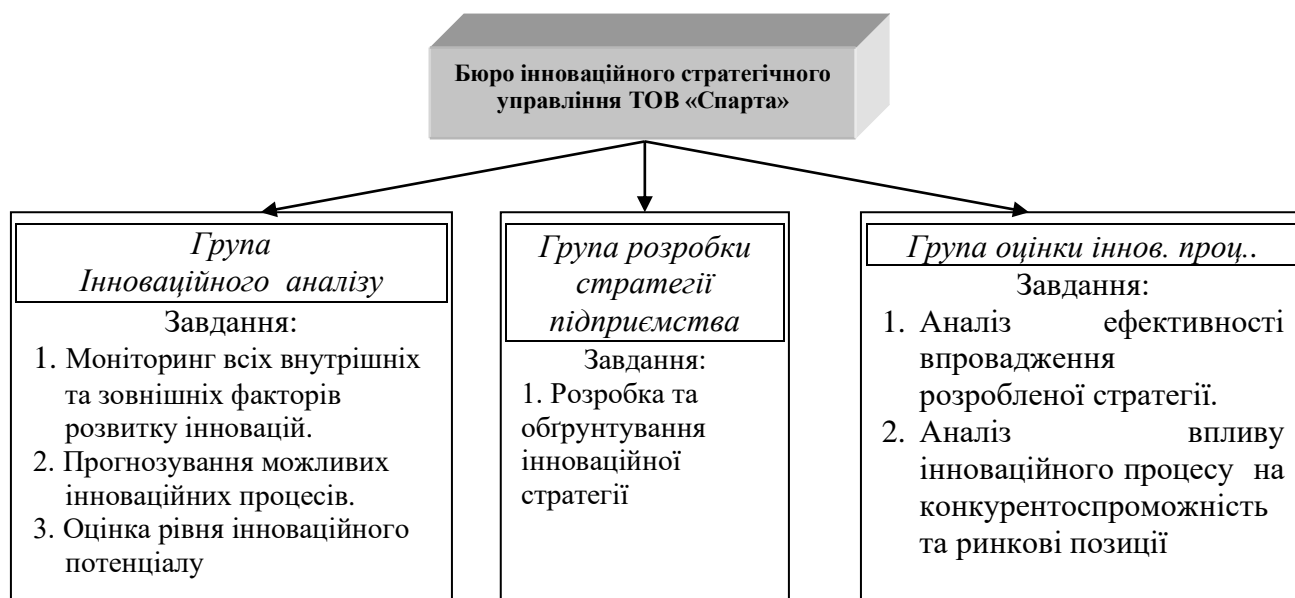 Бюро інноваційного стратегічного
управління ТОВ «Спарта»
Група
Інноваційного аналізу
Завдання:
1. Моніторинг всіх внутрішніх
та зовнішніх факторів
розвитку інновацій.
2. Прогнозування можливих
інноваційних процесів.
3. Оцінка рівня інноваційного
потенціалу
Група розробки
стратегії
підприємства
Завдання:
1. Розробка та
обґрунтування
інноваційної
стратегії
Група оцінки іннов. проц..
Завдання:
1. Аналіз ефективності
впровадження
розробленої стратегії.
2. Аналіз впливу
інноваційного процесу на
конкурентоспроможність
та ринкові позиції